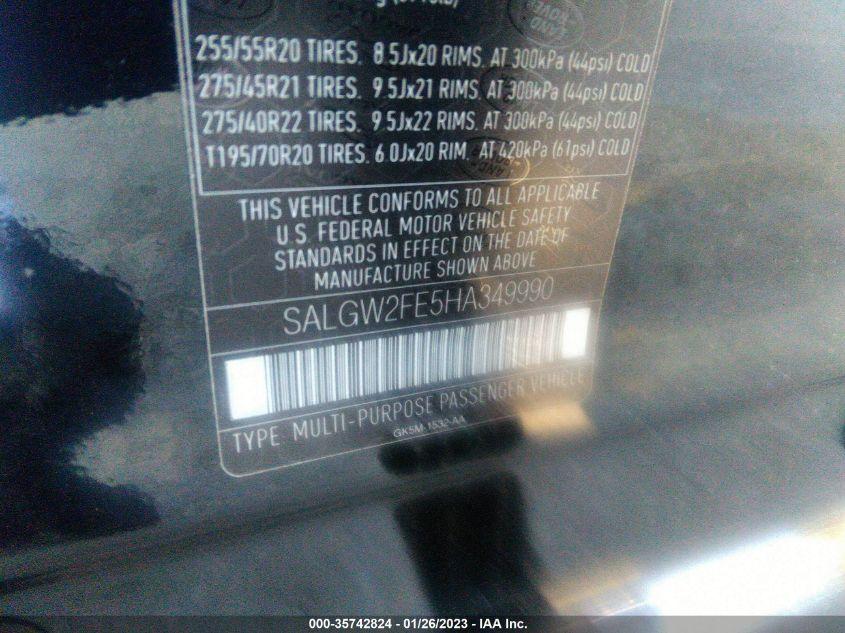 255/55R20 TIRES. 8.5Jx20 RIMS. AT 300kPa (44psi) COLD
275/45R21 TIRES. 9.5Jx21 RIMS. AT 300kPa (44psi) COLD
275/40R22 TIRES. 9.5Jx22 RIMS. AT 300kPa (44psi) COLD
T195/70R20 TIRES. 6.0Jx20 RIM. AT 420kPa (61psi) COLD
THIS VEHICLE CONFORMS TO ALL APPLICABLE
U.S. FEDERAL MOTOR VEHICLE SAFETY
STANDARDS IN EFFECT ON THE DATE OF
MANUFACTURE SHOWN ABOVE
SALGW2FE5HA349990
TYPE MULTI-PURPOSE PASSENGER VEHICLE
GK5M-1532-AA
000-35742824 - 01/26/2023 - IAA Inc.